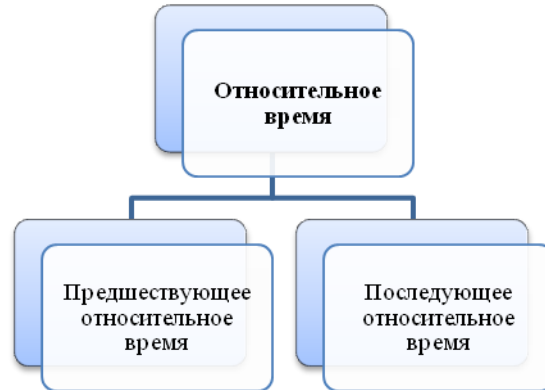 Относительное
время
Предшествующее
относительное
время
Последующее
относительное
время